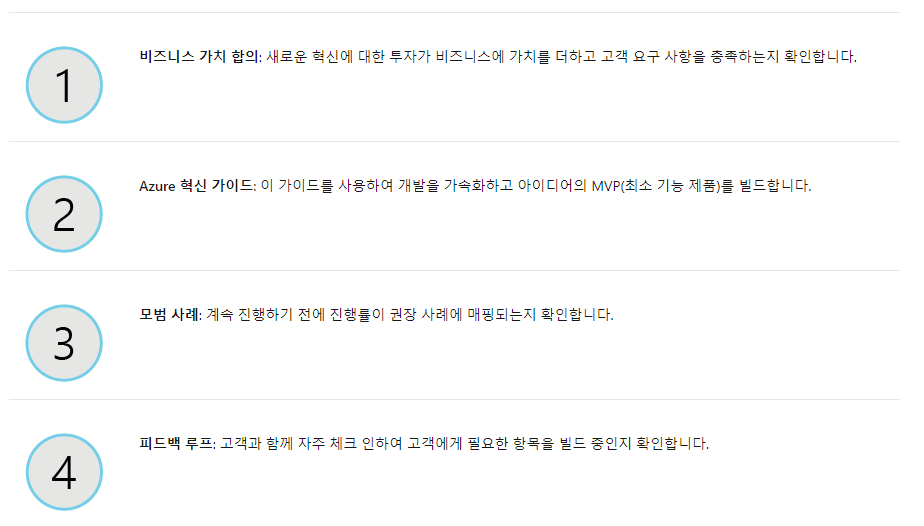 1
비즈니스 가치 합의: 새로운 혁신에 대한 투자가 비즈니스에 가치를 더하고 고객 요구 사항을 충족하는지 확인합니다.
2
Azure 혁신 가이드: 이 가이드를 사용하여 개발을 가속화하고 아이디어의 MVP(최소 기능 제품)를 빌드합니다.
3
모범 사례: 계속 진행하기 전에 진행률이 권장 사례에 매핑되는지 확인합니다.
4
피드백 루프: 고객과 함께 자주 체크 인하여 고객에게 필요한 항목을 빌드 중인지 확인합니다.